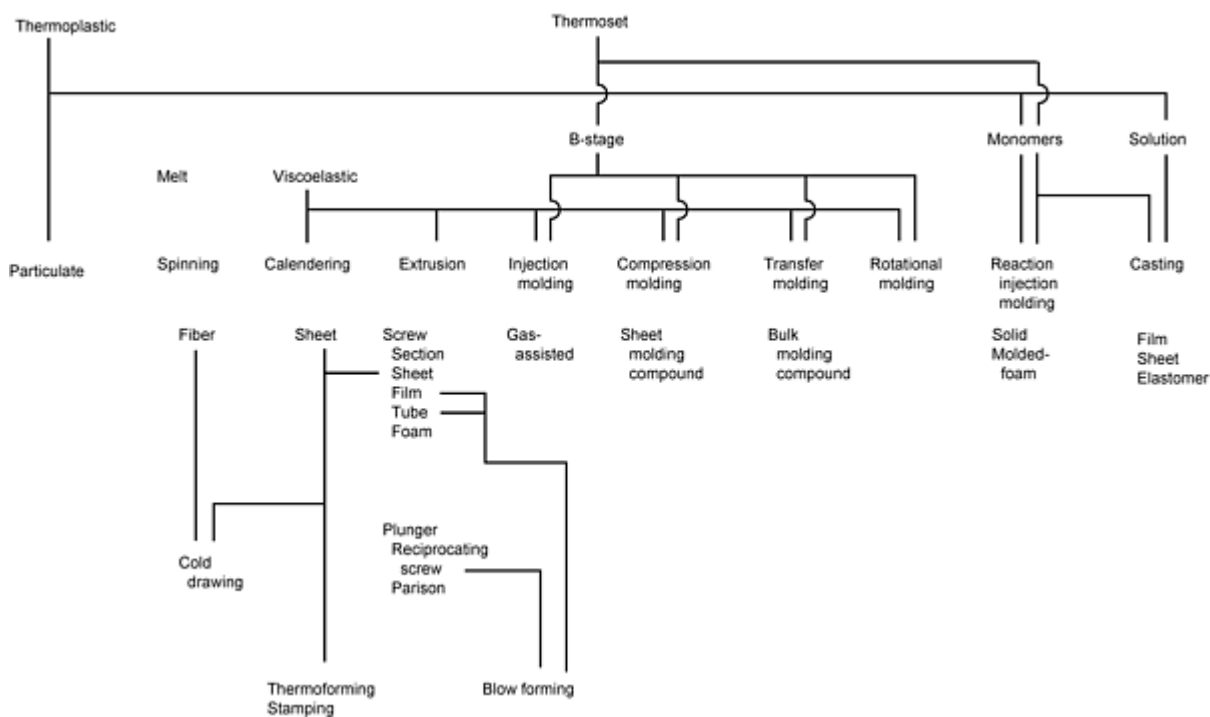 Thermoplastic
Thermoset
B-stage
Monomers
Solution
Melt
Viscoelastic
Particulate
Spinning
Calendering
Extrusion
Injection
molding
Compression
molding
Transfer
molding
Rotational
molding
Reaction
injection
molding
Casting
Fiber
Sheet
Screw
Section
Sheet
Film
Tube
Foam
Gas-
assisted
Sheet
molding
compound
Bulk
molding
compound
Solid
Molded-
foam
Film
Sheet
Elastomer
Cold
drawing
Plunger
Reciprocating
screw
Parison
Thermoforming
Stamping
Blow forming